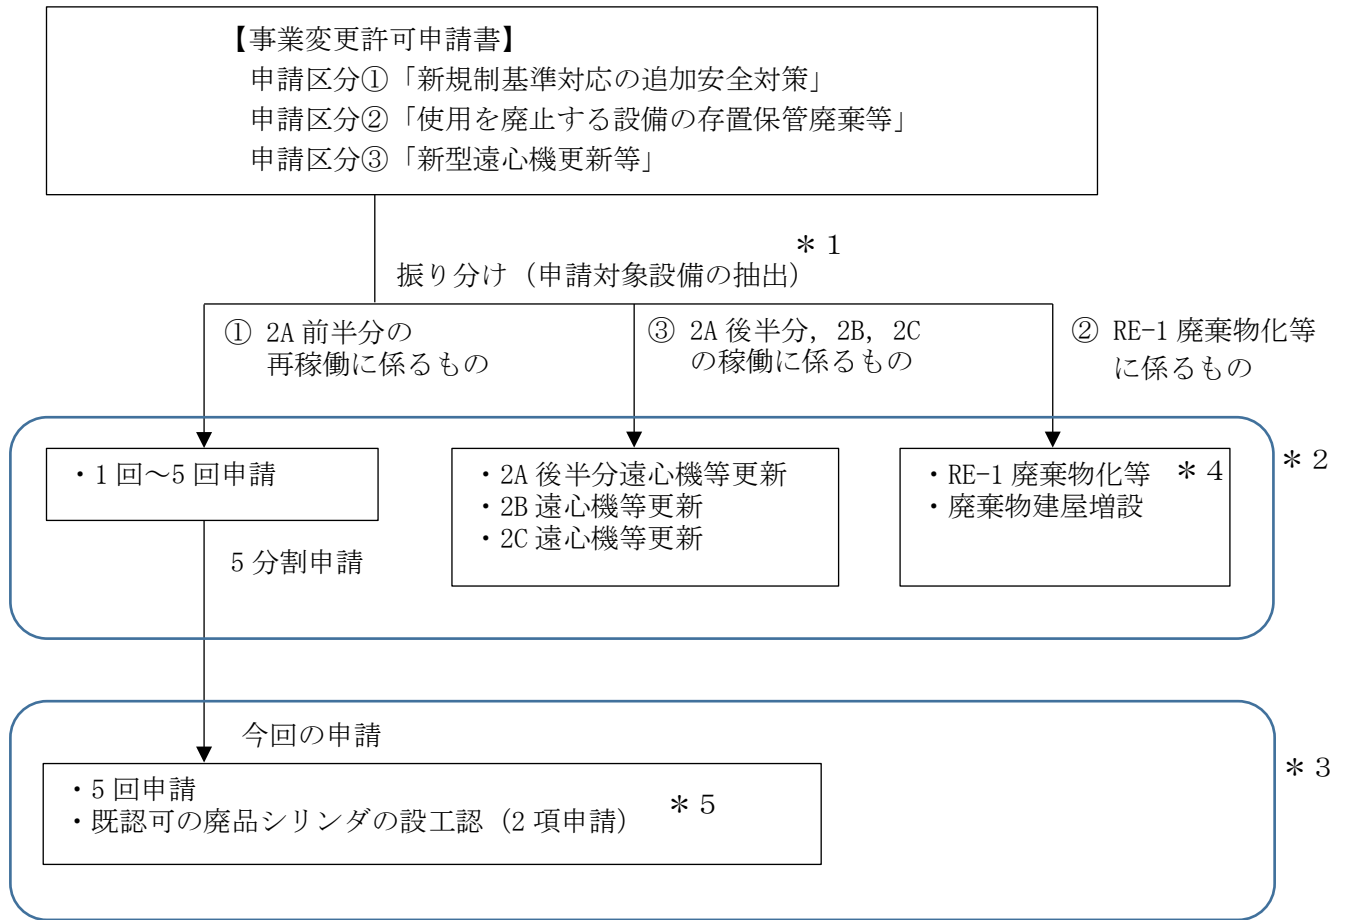 【事業変更許可申請書】
申請区分①「新規制基準対応の追加安全対策」
申請区分②「使用を廃止する設備の存置保管廃棄等」
申請区分③「新型遠心機更新等」
＊１
振り分け（申請対象設備の抽出）
① 2A 前半分の
再稼働に係るもの
③ 2A 後半分，2B，2C
の稼働に係るもの
② RE-1 廃棄物化等
に係るもの
・1 回～5 回申請
・2A 後半分遠心機等更新
・2B 遠心機等更新
・2C 遠心機等更新
・RE-1 廃棄物化等 ＊４
・廃棄物建屋増設
＊２
5 分割申請
今回の申請
・5 回申請
・既認可の廃品シリンダの設工認（2 項申請） ＊５
＊３